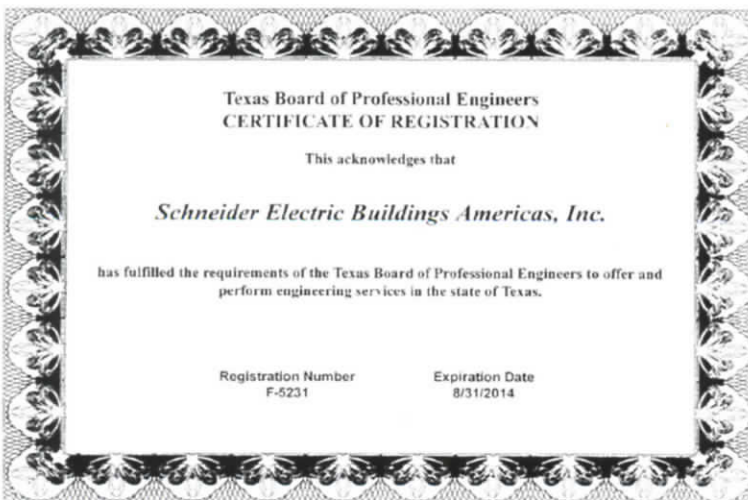 Texas Board of Professional Engineers
CERTIFICATE OF REGISTRATION
This acknowledges that
Schneider Electric Buildings Americas, Inc.
has fulfilled the requirements of the Texas Board of Professional Engineers to offer and
perform engineering services in the state of Texas.
Registration Number Expiration Date
F-5231 8/31/2014